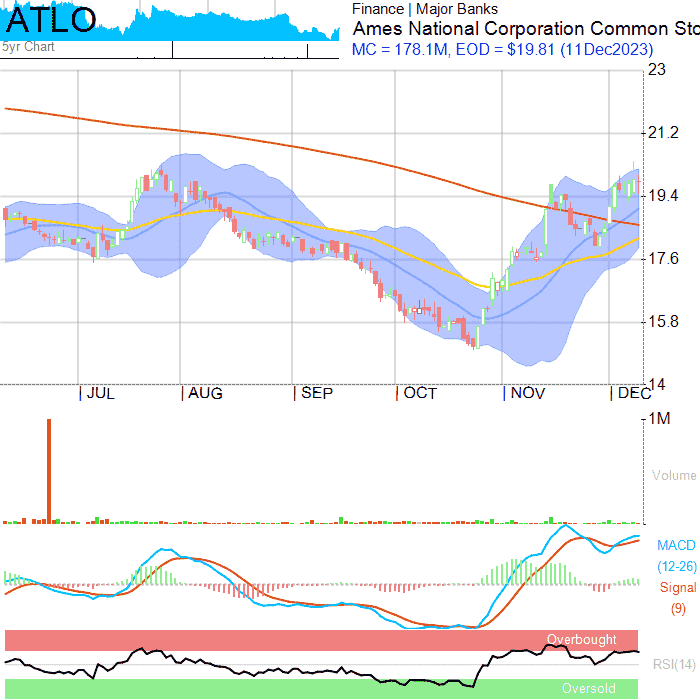 ATLO
5yr Chart
Finance | Major Banks
Ames National Corporation Common Sto
MC = 178.1M, EOD = $19.81 (11Dec2023)
23
21.2
19.4
17.6
15.8
14
JUL AUG SEP OCT NOV DEC
1M
Volume
MACD
(12-26)
Signal
(9)
Overbought
RSI(14)
Oversold